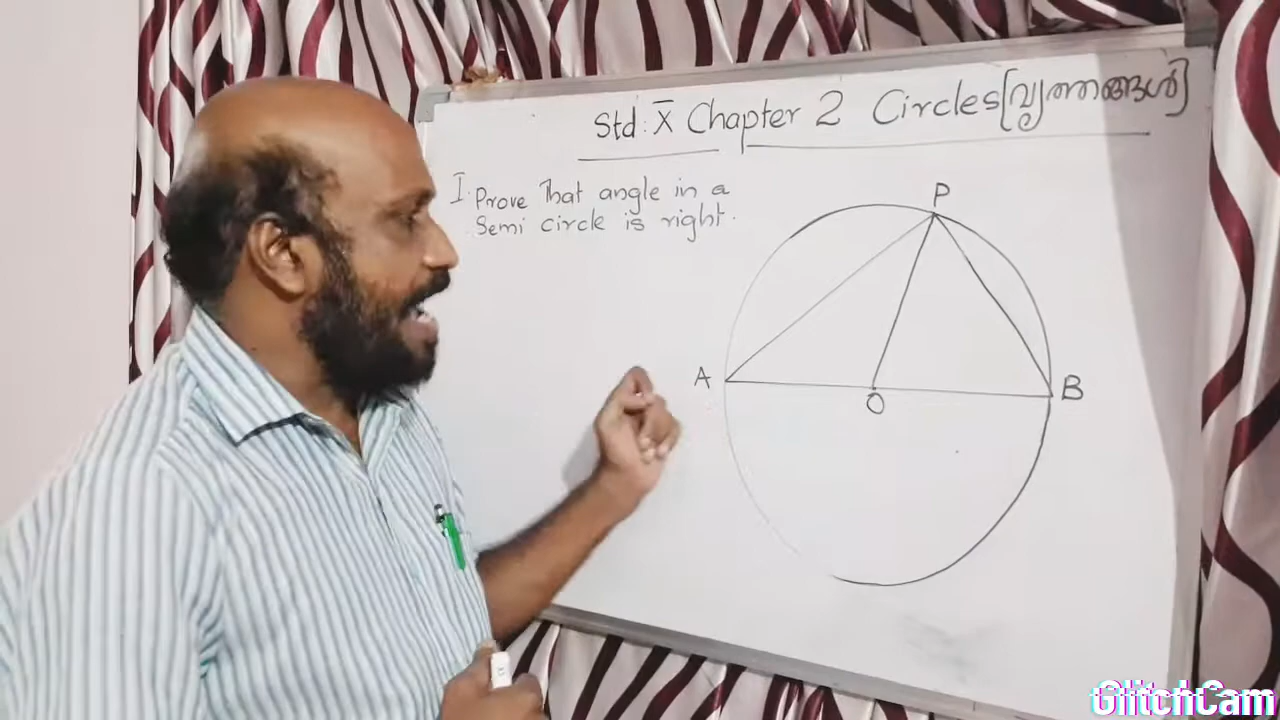 Std: X Chapter 2 Circles [വൃത്തങ്ങൾ]
I. Prove That angle in a
Semi circle is right.
P
A
B
O
GlitchCam